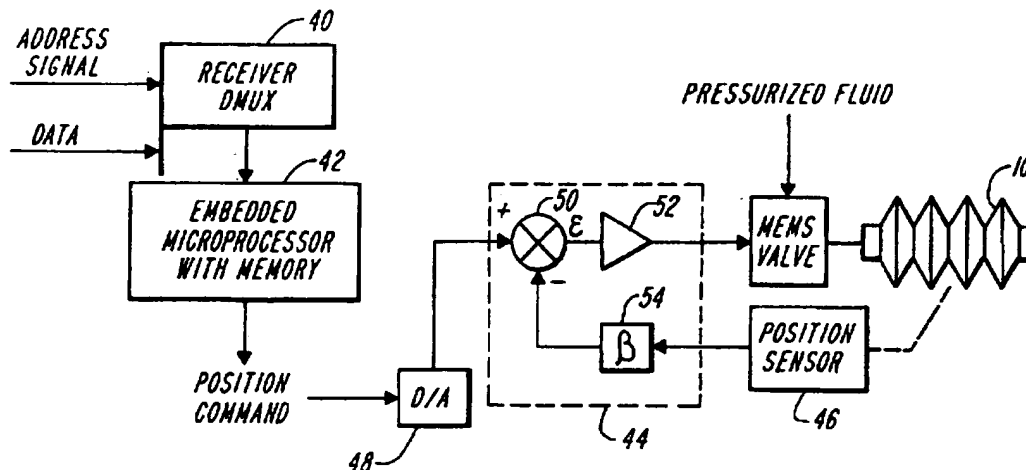 40
ADDRESS
SIGNAL
RECEIVER
DMUX
DATA
42
EMBEDDED
MICROPROCESSOR
WITH MEMORY
POSITION
COMMAND
D/A
48
50
+
ε
52
-
54
β
44
PRESSURIZED FLUID
MEMS
VALVE
10
POSITION
SENSOR
46